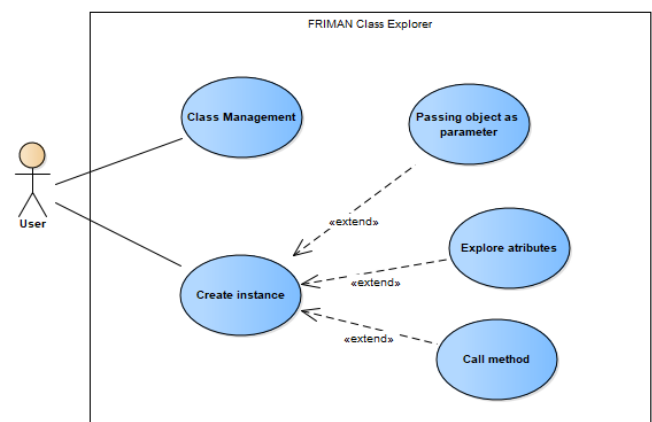 FRIMAN Class Explorer
Class Management
Passing object as
parameter
User
«extend»
Explore atributes
«extend»
Create instance
«extend»
Call method